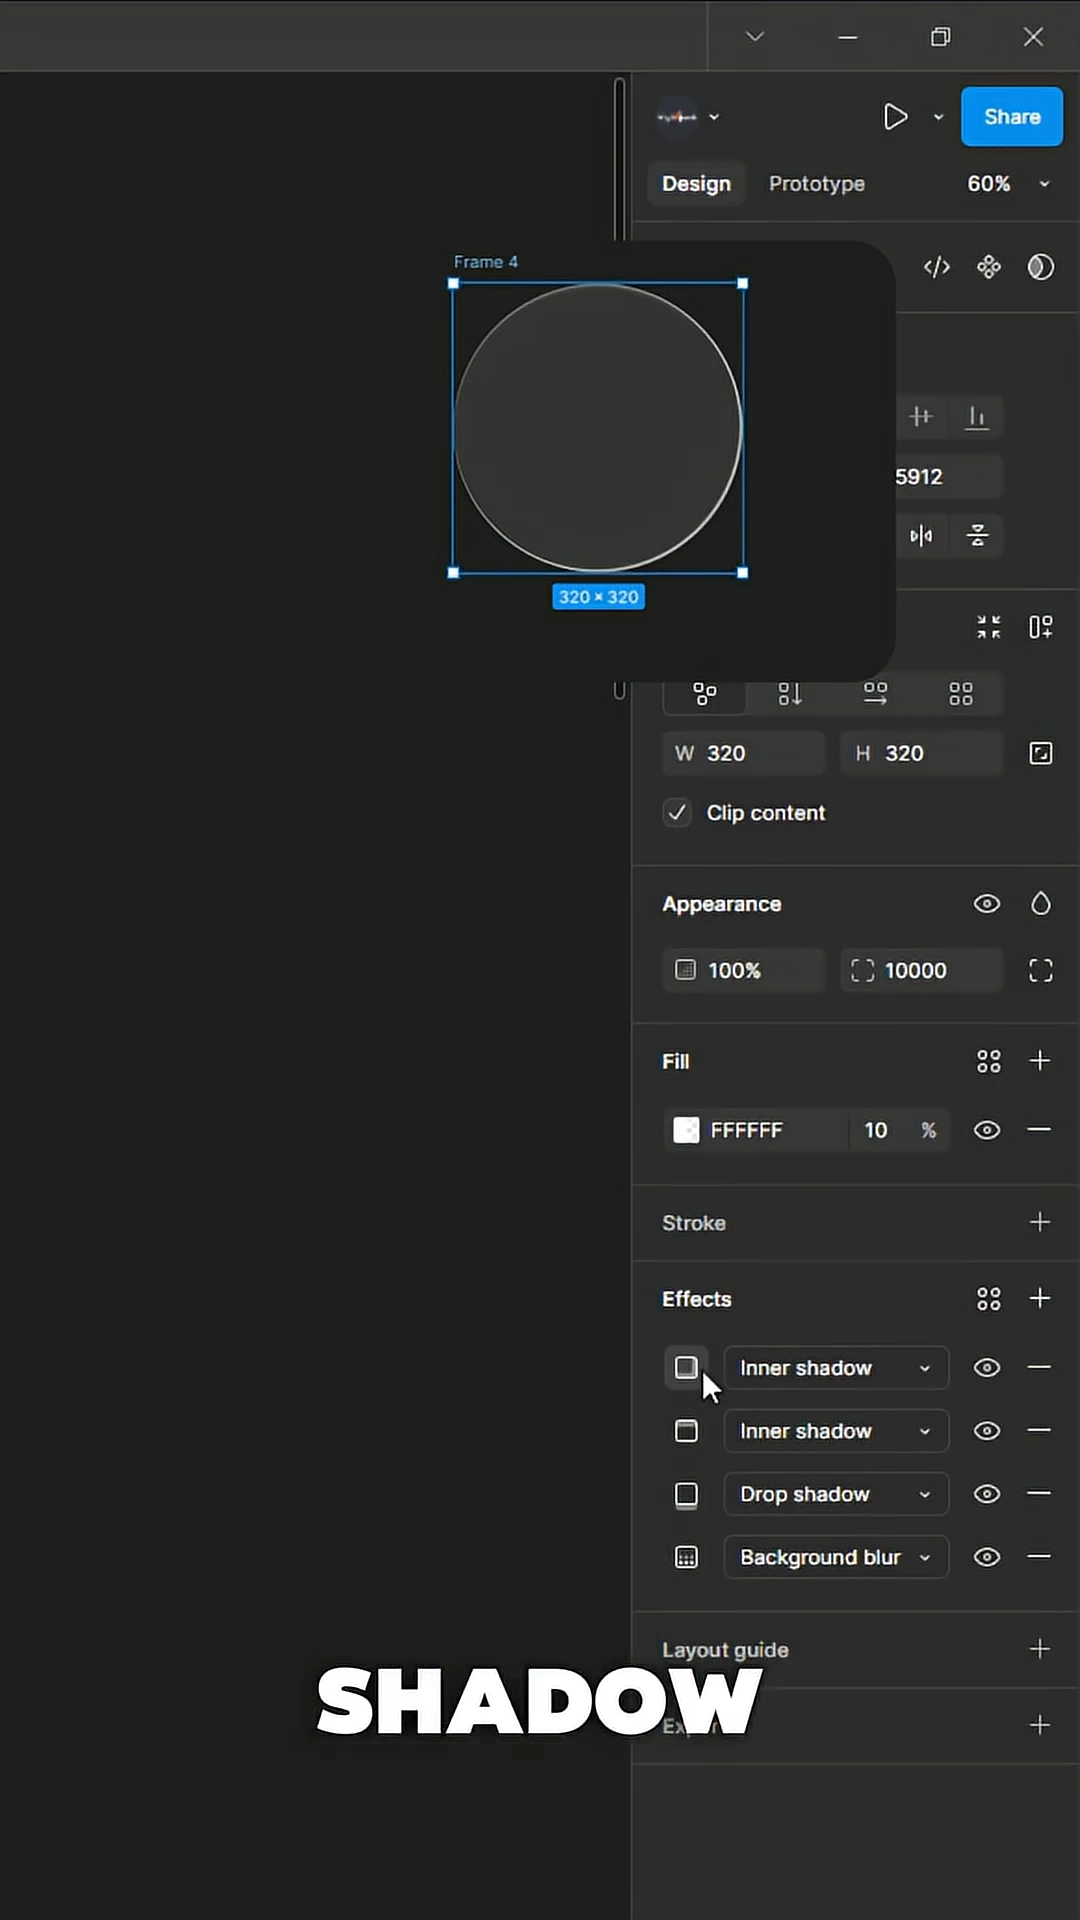 Share
Design Prototype 60%
Frame 4
5912
320 × 320
W 320 H 320
Clip content
Appearance
100% 10000
Fill
FFFFFF 10 %
Stroke
Effects
Inner shadow
Inner shadow
Drop shadow
Background blur
Layout guide
SHADOW